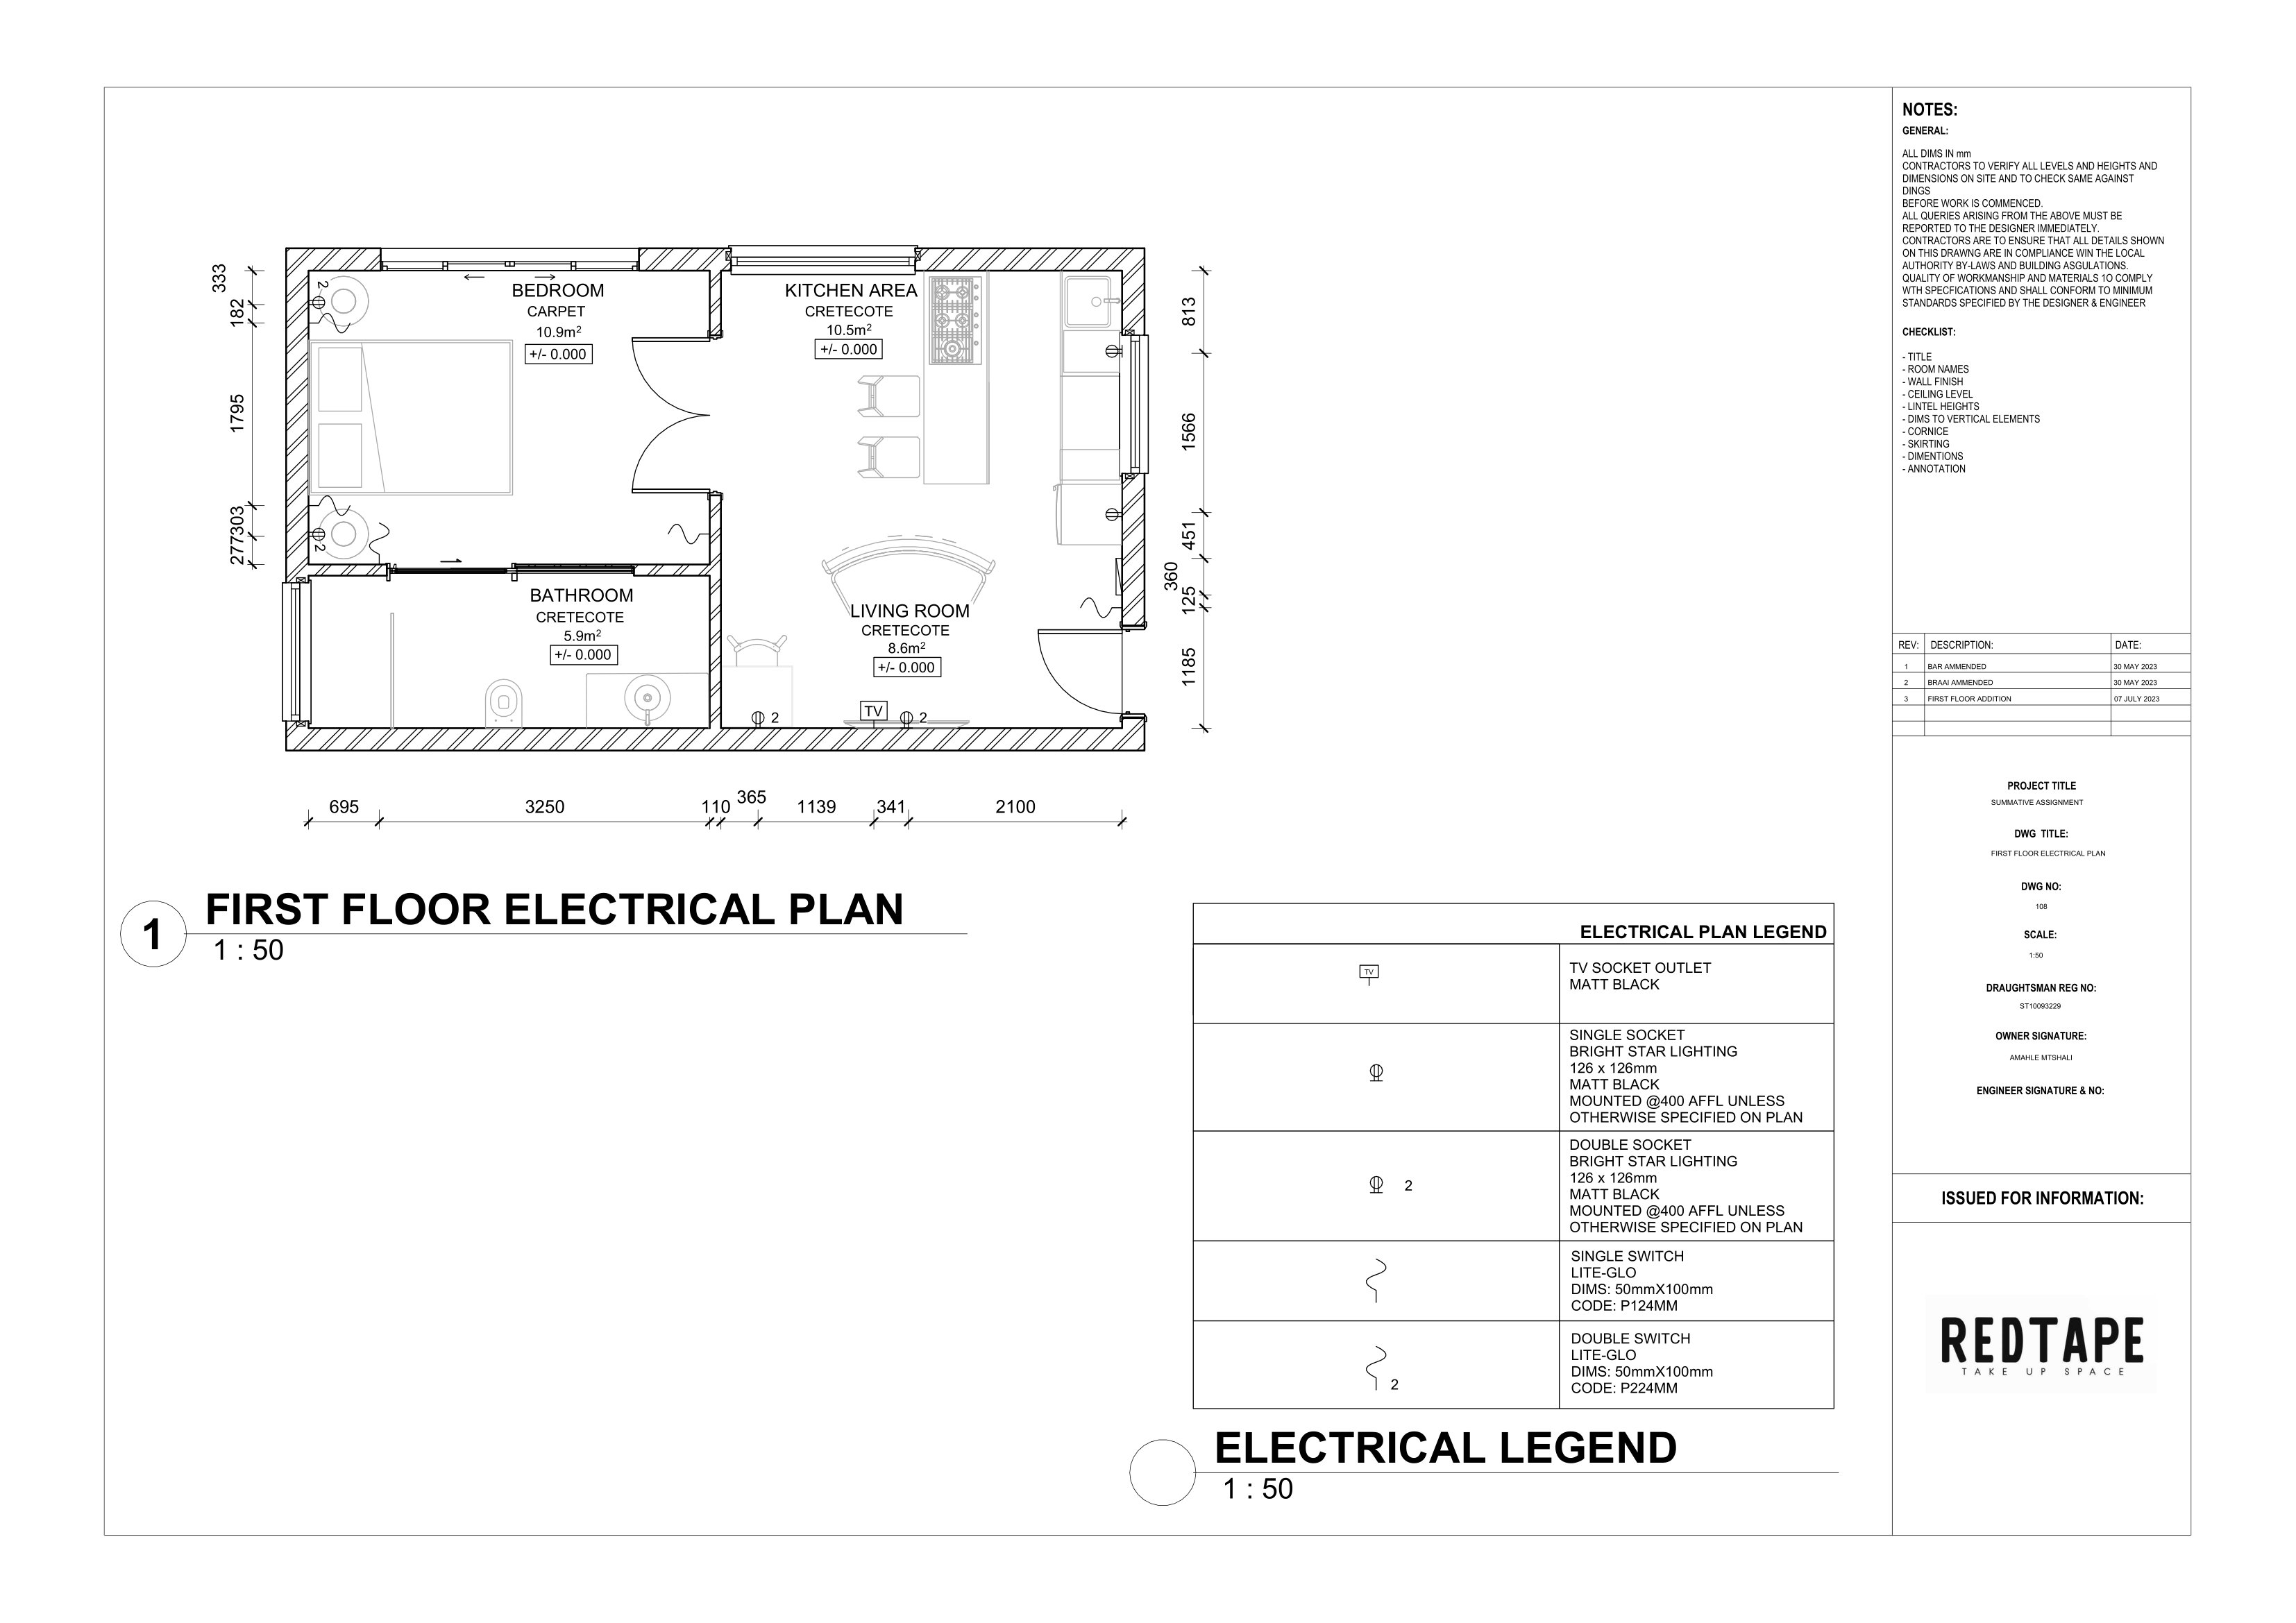 NOTES:
GENERAL:
ALL DIMS IN mm
CONTRACTORS TO VERIFY ALL LEVELS AND HEIGHTS AND
DIMENSIONS ON SITE AND TO CHECK SAME AGAINST
DINGS
BEFORE WORK IS COMMENCED.
ALL QUERIES ARISING FROM THE ABOVE MUST BE
REPORTED TO THE DESIGNER IMMEDIATELY.
CONTRACTORS ARE TO ENSURE THAT ALL DETAILS SHOWN
ON THIS DRAWNG ARE IN COMPLIANCE WIN THE LOCAL
AUTHORITY BY-LAWS AND BUILDING ASGULATIONS.
QUALITY OF WORKMANSHIP AND MATERIALS 1O COMPLY
WTH SPECFICATIONS AND SHALL CONFORM TO MINIMUM
STANDARDS SPECIFIED BY THE DESIGNER & ENGINEER
CHECKLIST:
- TITLE
- ROOM NAMES
- WALL FINISH
- CEILING LEVEL
- LINTEL HEIGHTS
- DIMS TO VERTICAL ELEMENTS
- CORNICE
- SKIRTING
- DIMENTIONS
- ANNOTATION
REV: DESCRIPTION: DATE:
1 BAR AMMENDED 30 MAY 2023
2 BRAAI AMMENDED 30 MAY 2023
3 FIRST FLOOR ADDITION 07 JULY 2023
PROJECT TITLE
SUMMATIVE ASSIGNMENT
DWG TITLE:
FIRST FLOOR ELECTRICAL PLAN
DWG NO:
108
SCALE:
1:50
DRAUGHTSMAN REG NO:
ST10093229
OWNER SIGNATURE:
AMAHLE MTSHALI
ENGINEER SIGNATURE & NO:
ISSUED FOR INFORMATION:
REDTAPE
TAKE UP SPACE
333
182
1795
303
277
2
2
BEDROOM
CARPET
10.9m²
+/- 0.000
KITCHEN AREA
CRETECOTE
10.5m²
+/- 0.000
BATHROOM
CRETECOTE
5.9m²
+/- 0.000
LIVING ROOM
CRETECOTE
8.6m²
+/- 0.000
2
TV
2
813
1566
451
360
125
1185
695 3250 110 365 1139 341 2100
1
FIRST FLOOR ELECTRICAL PLAN
1 : 50
ELECTRICAL PLAN LEGEND
TV
TV SOCKET OUTLET
MATT BLACK
SINGLE SOCKET
BRIGHT STAR LIGHTING
126 x 126mm
MATT BLACK
MOUNTED @400 AFFL UNLESS
OTHERWISE SPECIFIED ON PLAN
2
DOUBLE SOCKET
BRIGHT STAR LIGHTING
126 x 126mm
MATT BLACK
MOUNTED @400 AFFL UNLESS
OTHERWISE SPECIFIED ON PLAN
SINGLE SWITCH
LITE-GLO
DIMS: 50mmX100mm
CODE: P124MM
2
DOUBLE SWITCH
LITE-GLO
DIMS: 50mmX100mm
CODE: P224MM
ELECTRICAL LEGEND
1 : 50